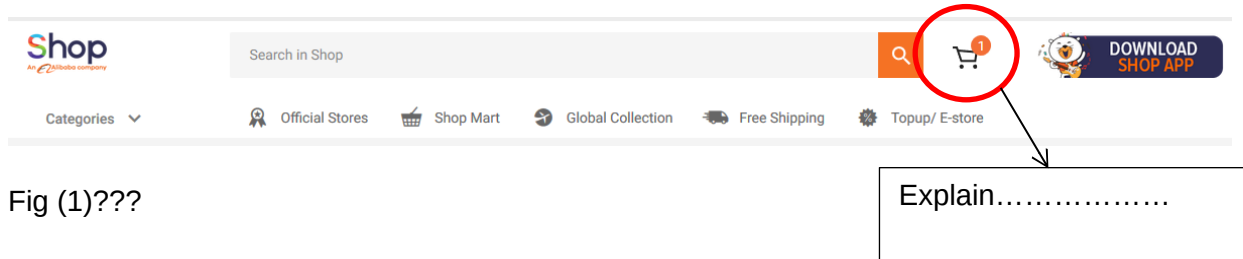 Shop
An Alibaba company
Search in Shop
1
DOWNLOAD
SHOP APP
Categories
Official Stores
Shop Mart
Global Collection
Free Shipping
Topup/ E-store
Fig (1)???
Explain………………